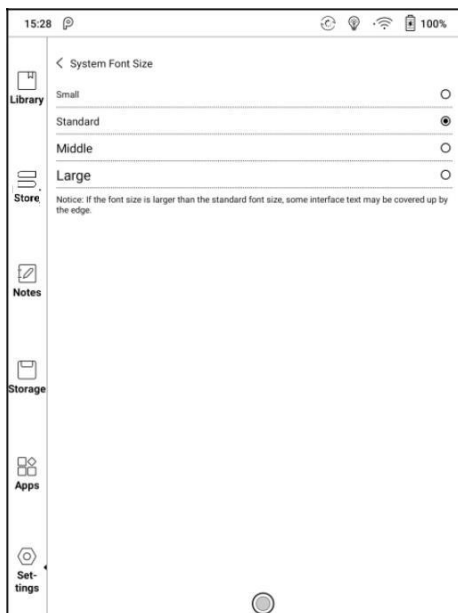 15:28
100%
System Font Size
Small
Standard
Middle
Large
Notice: If the font size is larger than the standard font size, some interface text may be covered up by
the edge.
Library
Store
Notes
Storage
Apps
Set-
tings